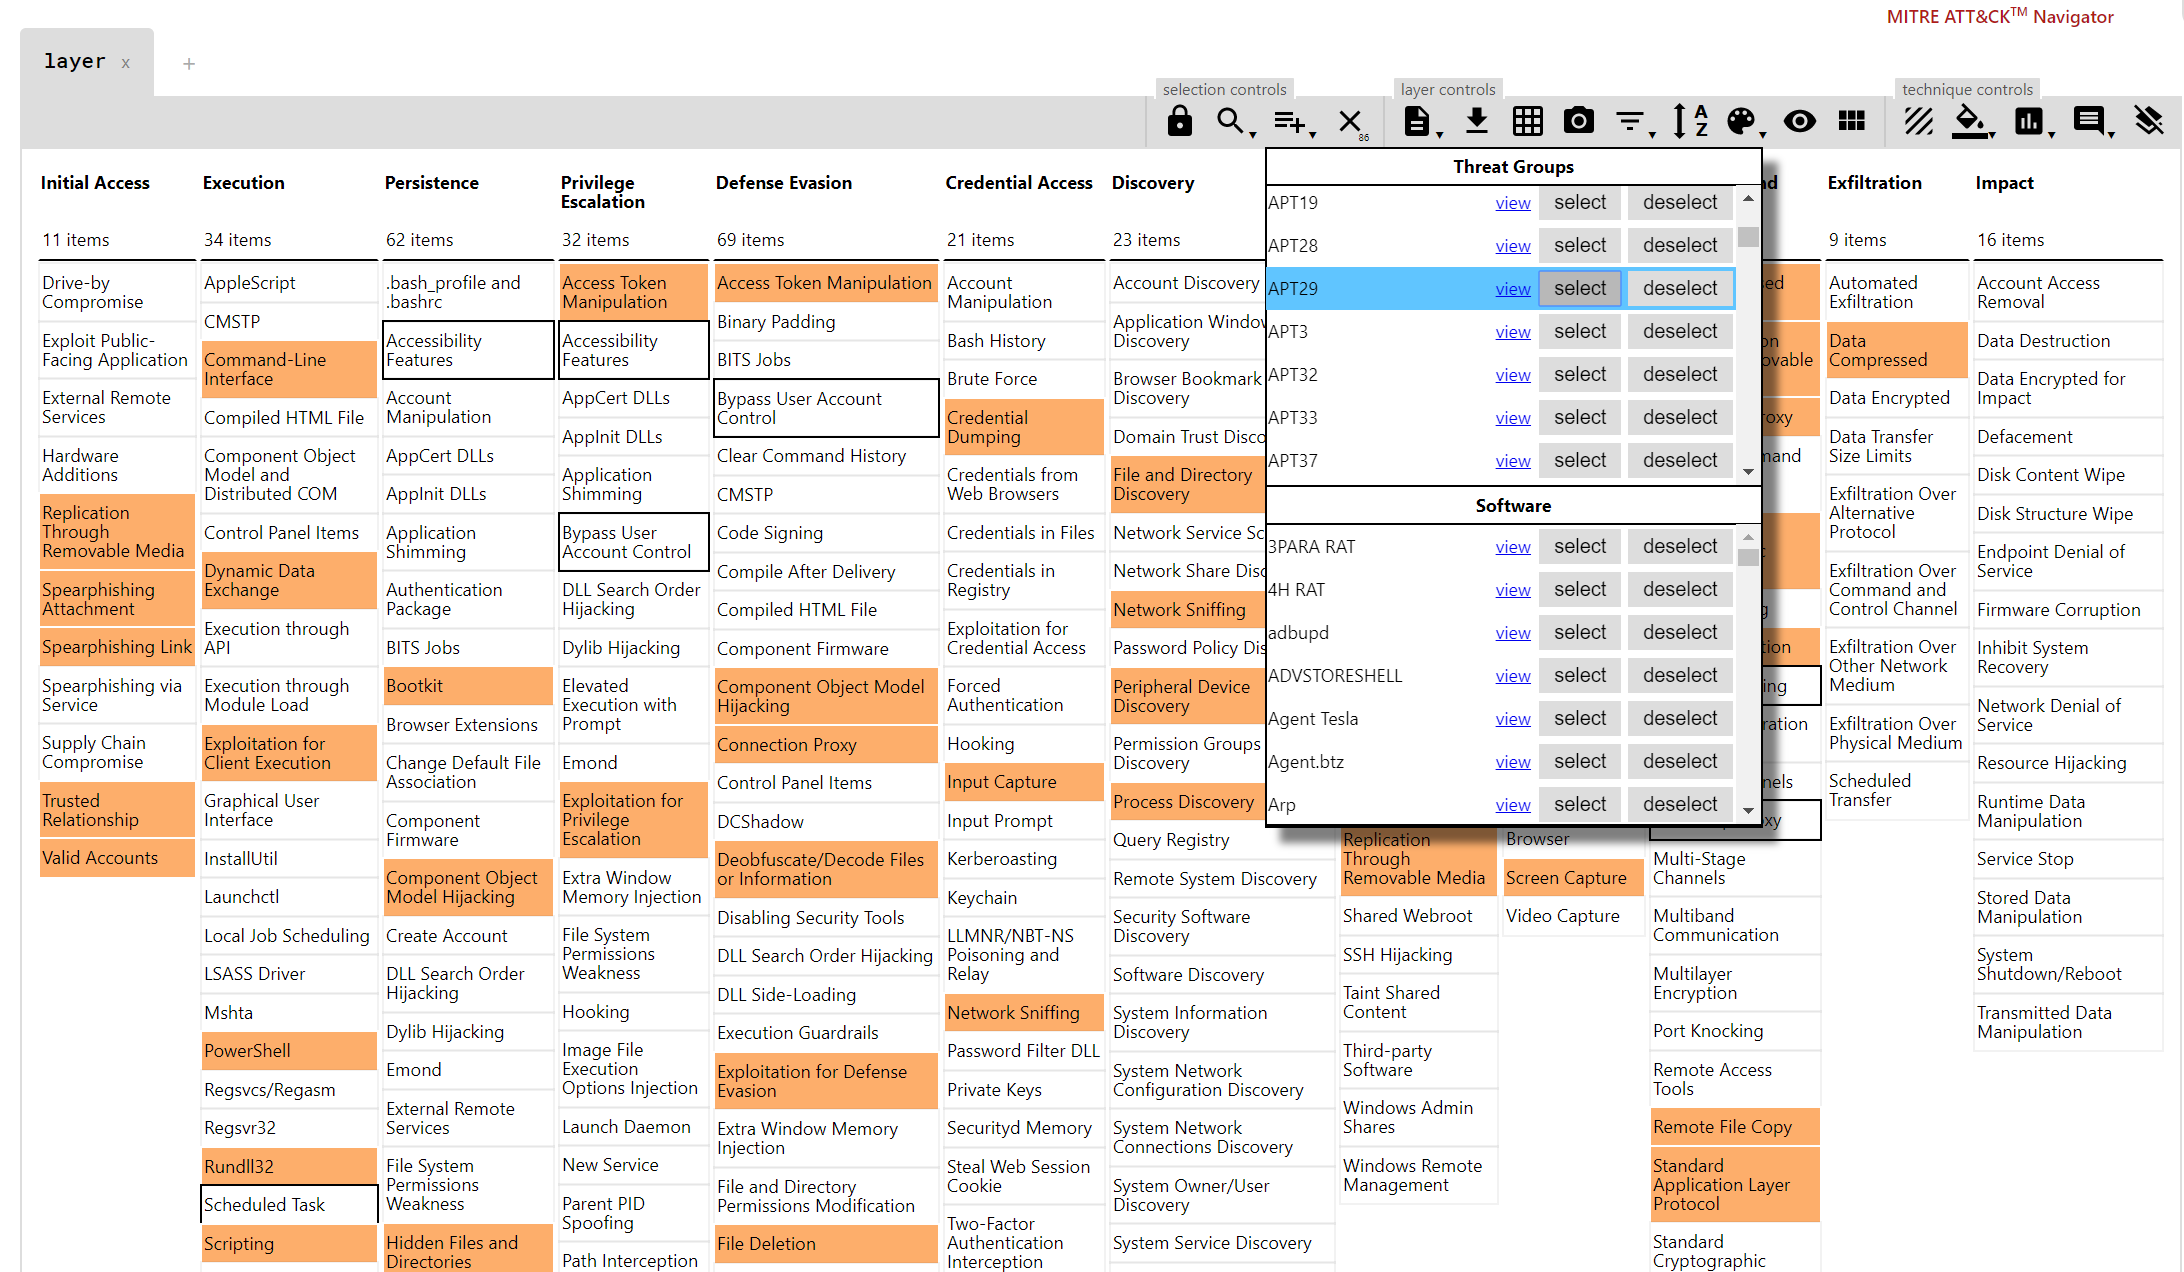 MITRE ATT&CK™ Navigator
layer x +
selection controls
layer controls
technique controls
86
A
Z
Initial Access
11 items
Drive-by
Compromise
Exploit Public-
Facing Application
External Remote
Services
Hardware
Additions
Replication
Through
Removable Media
Spearphishing
Attachment
Spearphishing Link
Spearphishing via
Service
Supply Chain
Compromise
Trusted
Relationship
Valid Accounts
Execution
34 items
AppleScript
CMSTP
Command-Line
Interface
Compiled HTML File
Component Object
Model and
Distributed COM
Control Panel Items
Dynamic Data
Exchange
Execution through
API
Execution through
Module Load
Exploitation for
Client Execution
Graphical User
Interface
InstallUtil
Launchctl
Local Job Scheduling
LSASS Driver
Mshta
PowerShell
Regsvcs/Regasm
Regsvr32
Rundll32
Scheduled Task
Scripting
Persistence
62 items
.bash_profile and
.bashrc
Accessibility
Features
Account
Manipulation
AppCert DLLs
AppInit DLLs
Application
Shimming
Authentication
Package
BITS Jobs
Bootkit
Browser Extensions
Change Default File
Association
Component
Firmware
Component Object
Model Hijacking
Create Account
DLL Search Order
Hijacking
Dylib Hijacking
Emond
External Remote
Services
File System
Permissions
Weakness
Hidden Files and
Directories
Privilege
Escalation
32 items
Access Token
Manipulation
Accessibility
Features
AppCert DLLs
AppInit DLLs
Application
Shimming
Bypass User
Account Control
DLL Search Order
Hijacking
Dylib Hijacking
Elevated
Execution with
Prompt
Emond
Exploitation for
Privilege
Escalation
Extra Window
Memory Injection
File System
Permissions
Weakness
Hooking
Image File
Execution
Options Injection
Launch Daemon
New Service
Parent PID
Spoofing
Path Interception
Defense Evasion
69 items
Access Token Manipulation
Binary Padding
BITS Jobs
Bypass User Account
Control
Clear Command History
CMSTP
Code Signing
Compile After Delivery
Compiled HTML File
Component Firmware
Component Object Model
Hijacking
Connection Proxy
Control Panel Items
DCShadow
Deobfuscate/Decode Files
or Information
Disabling Security Tools
DLL Search Order Hijacking
DLL Side-Loading
Execution Guardrails
Exploitation for Defense
Evasion
Extra Window Memory
Injection
File and Directory
Permissions Modification
File Deletion
Credential Access
21 items
Account
Manipulation
Bash History
Brute Force
Credential
Dumping
Credentials from
Web Browsers
Credentials in Files
Credentials in
Registry
Exploitation for
Credential Access
Forced
Authentication
Hooking
Input Capture
Input Prompt
Kerberoasting
Keychain
LLMNR/NBT-NS
Poisoning and
Relay
Network Sniffing
Password Filter DLL
Private Keys
Securityd Memory
Steal Web Session
Cookie
Two-Factor
Authentication
Interception
Discovery
23 items
Account Discovery
Application Windo
Discovery
Browser Bookmark
Discovery
Domain Trust Disco
File and Directory
Discovery
Network Service Sc
Network Share Disc
Network Sniffing
Password Policy Dis
Peripheral Device
Discovery
Permission Groups
Discovery
Process Discovery
Query Registry
Remote System Discovery
Security Software
Discovery
Software Discovery
System Information
Discovery
System Network
Configuration Discovery
System Network
Connections Discovery
System Owner/User
Discovery
System Service Discovery
Threat Groups
APT19 view select deselect
APT28 view select deselect
APT29 view select deselect
APT3 view select deselect
APT32 view select deselect
APT33 view select deselect
APT37 view select deselect
Software
3PARA RAT view select deselect
4H RAT view select deselect
adbupd view select deselect
ADVSTORESHELL view select deselect
Agent Tesla view select deselect
Agent.btz view select deselect
Arp view select deselect
Replication
Through
Removable Media
Shared Webroot
SSH Hijacking
Taint Shared
Content
Third-party
Software
Windows Admin
Shares
Windows Remote
Management
Browser
Screen Capture
Video Capture
nd
ed
on
ovable
oxy
mand
g
tion
ing
ration
nels
xy
Multi-Stage
Channels
Multiband
Communication
Multilayer
Encryption
Port Knocking
Remote Access
Tools
Remote File Copy
Standard
Application Layer
Protocol
Standard
Cryptographic
Exfiltration
9 items
Automated
Exfiltration
Data
Compressed
Data Encrypted
Data Transfer
Size Limits
Exfiltration Over
Alternative
Protocol
Exfiltration Over
Command and
Control Channel
Exfiltration Over
Other Network
Medium
Exfiltration Over
Physical Medium
Scheduled
Transfer
Impact
16 items
Account Access
Removal
Data Destruction
Data Encrypted for
Impact
Defacement
Disk Content Wipe
Disk Structure Wipe
Endpoint Denial of
Service
Firmware Corruption
Inhibit System
Recovery
Network Denial of
Service
Resource Hijacking
Runtime Data
Manipulation
Service Stop
Stored Data
Manipulation
System
Shutdown/Reboot
Transmitted Data
Manipulation